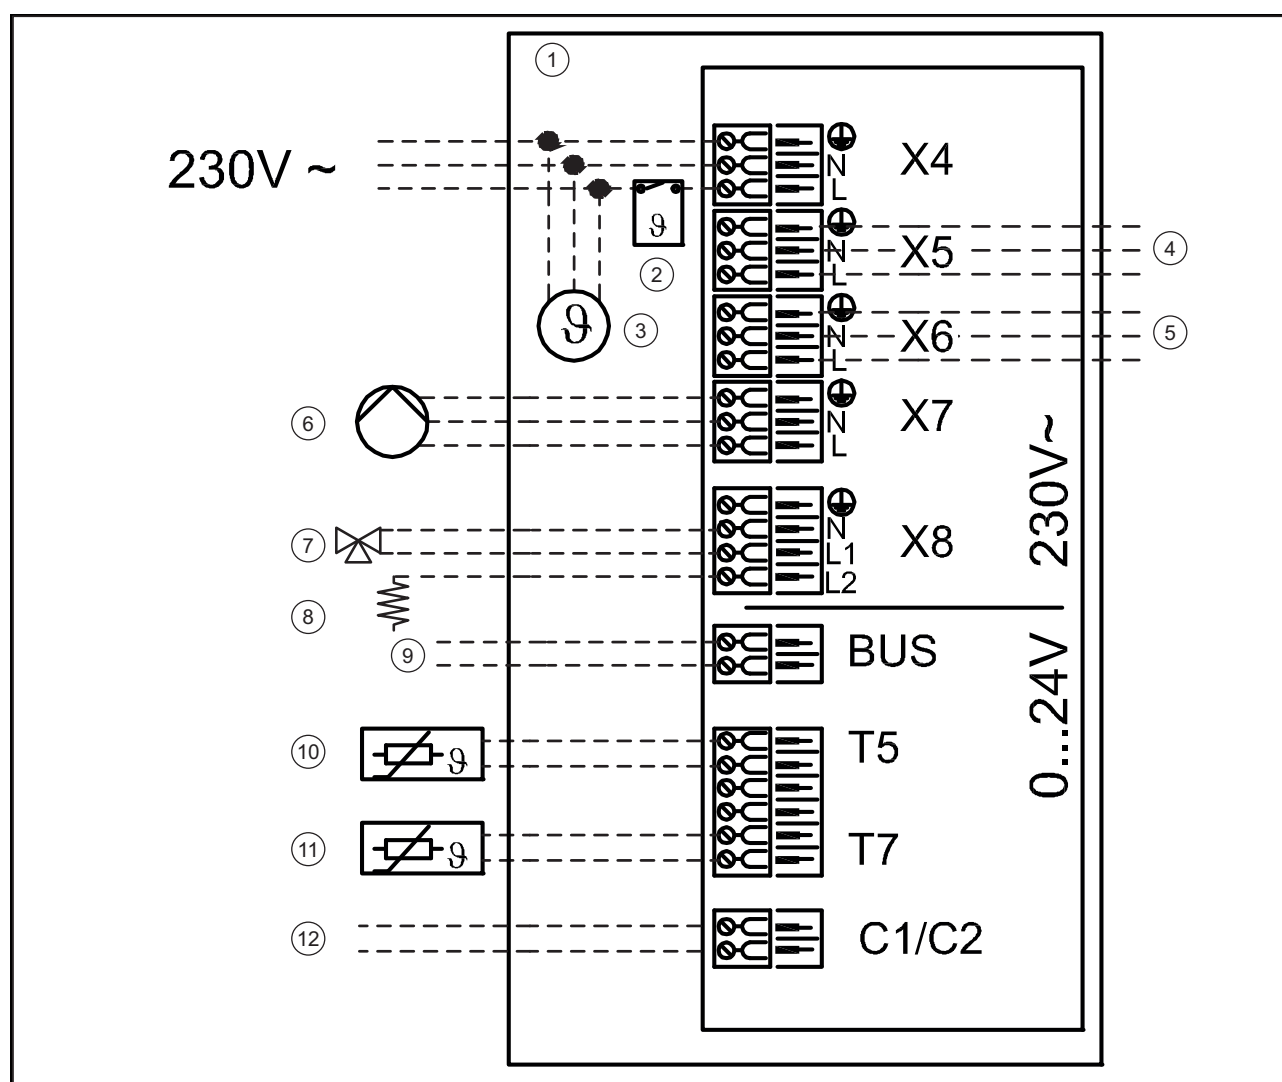 1
230V ~
N
L
X4
ϑ
2
N
L
X5
4
ϑ
3
N
L
X6
5
6
N
L
X7
230V~
7
N
L1
L2
X8
8
9
BUS
0...24V
10
ϑ
T5
11
ϑ
T7
12
C1/C2